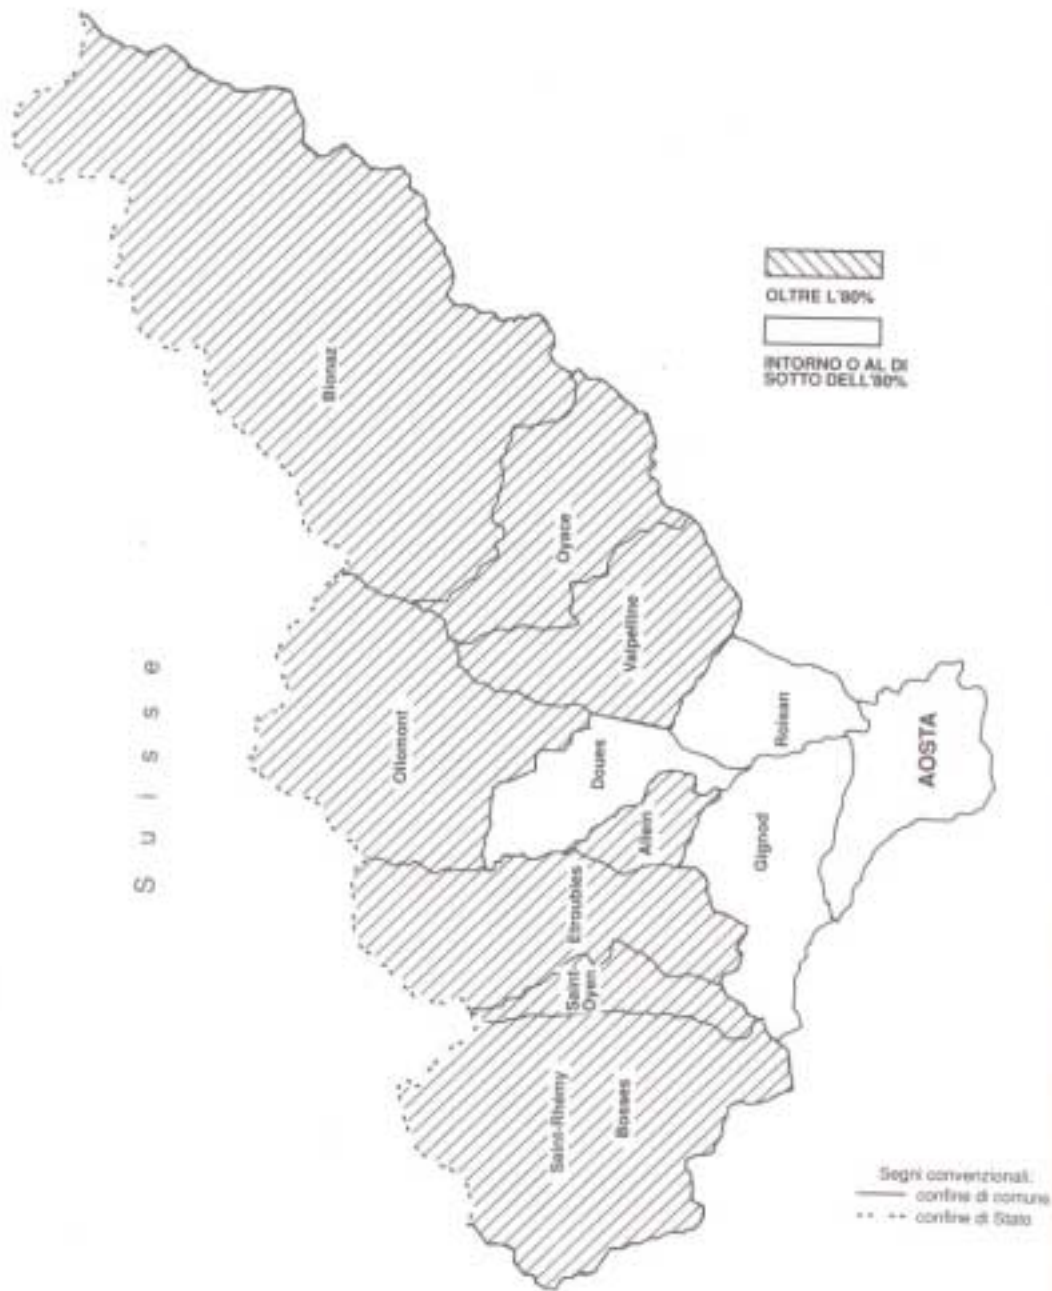 Suisse
Bionaz
Oyace
Valpelline
Ollomont
Doues
Roisan
Allein
Gignod
AOSTA
Etroubles
Saint-
Oyen
Saint-Rhémy
Bosses
OLTRE L'80%
INTORNO O AL DI
SOTTO DELL'80%
Segni convenzionali:
confine di comune
confine di Stato